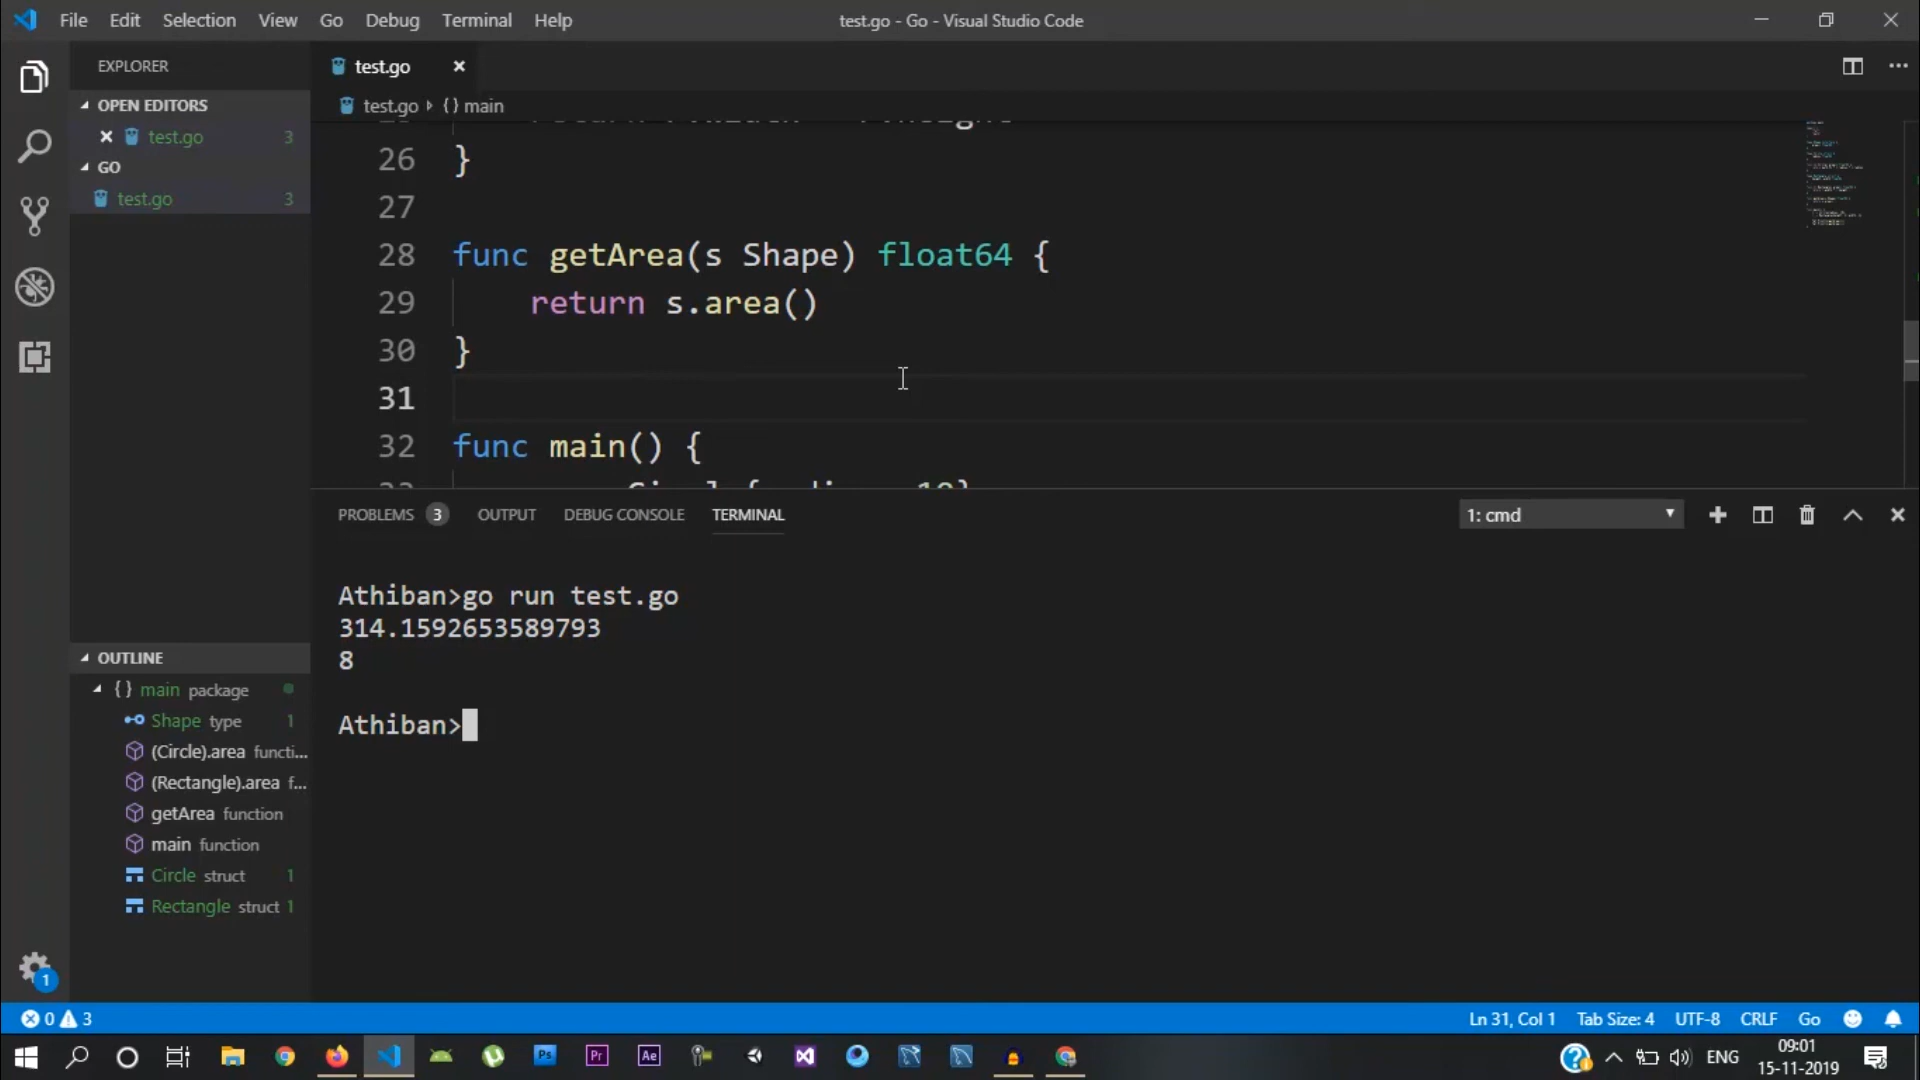 File Edit Selection View Go Debug Terminal Help
test.go - Go - Visual Studio Code
EXPLORER
OPEN EDITORS
test.go 3
GO
test.go 3
OUTLINE
{} main package
Shape type 1
(Circle).area functi...
(Rectangle).area f...
getArea function
main function
Circle struct 1
Rectangle struct 1
1
test.go
test.go {} main
26 }
27
28 func getArea(s Shape) float64 {
29 return s.area()
30 }
31
32 func main() {
PROBLEMS 3 OUTPUT DEBUG CONSOLE TERMINAL
1: cmd
Athiban>go run test.go
314.1592653589793
8
Athiban>
0 3
Ln 31, Col 1 Tab Size: 4 UTF-8 CRLF Go
Ps Pr Ae
ENG
09:01
15-11-2019